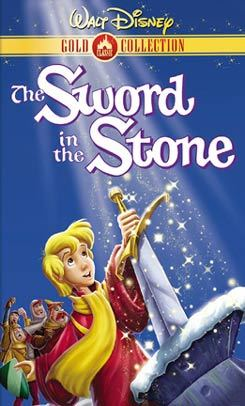 WALT DISNEY
GOLD CLASSIC COLLECTION
The Sword
in the
Stone